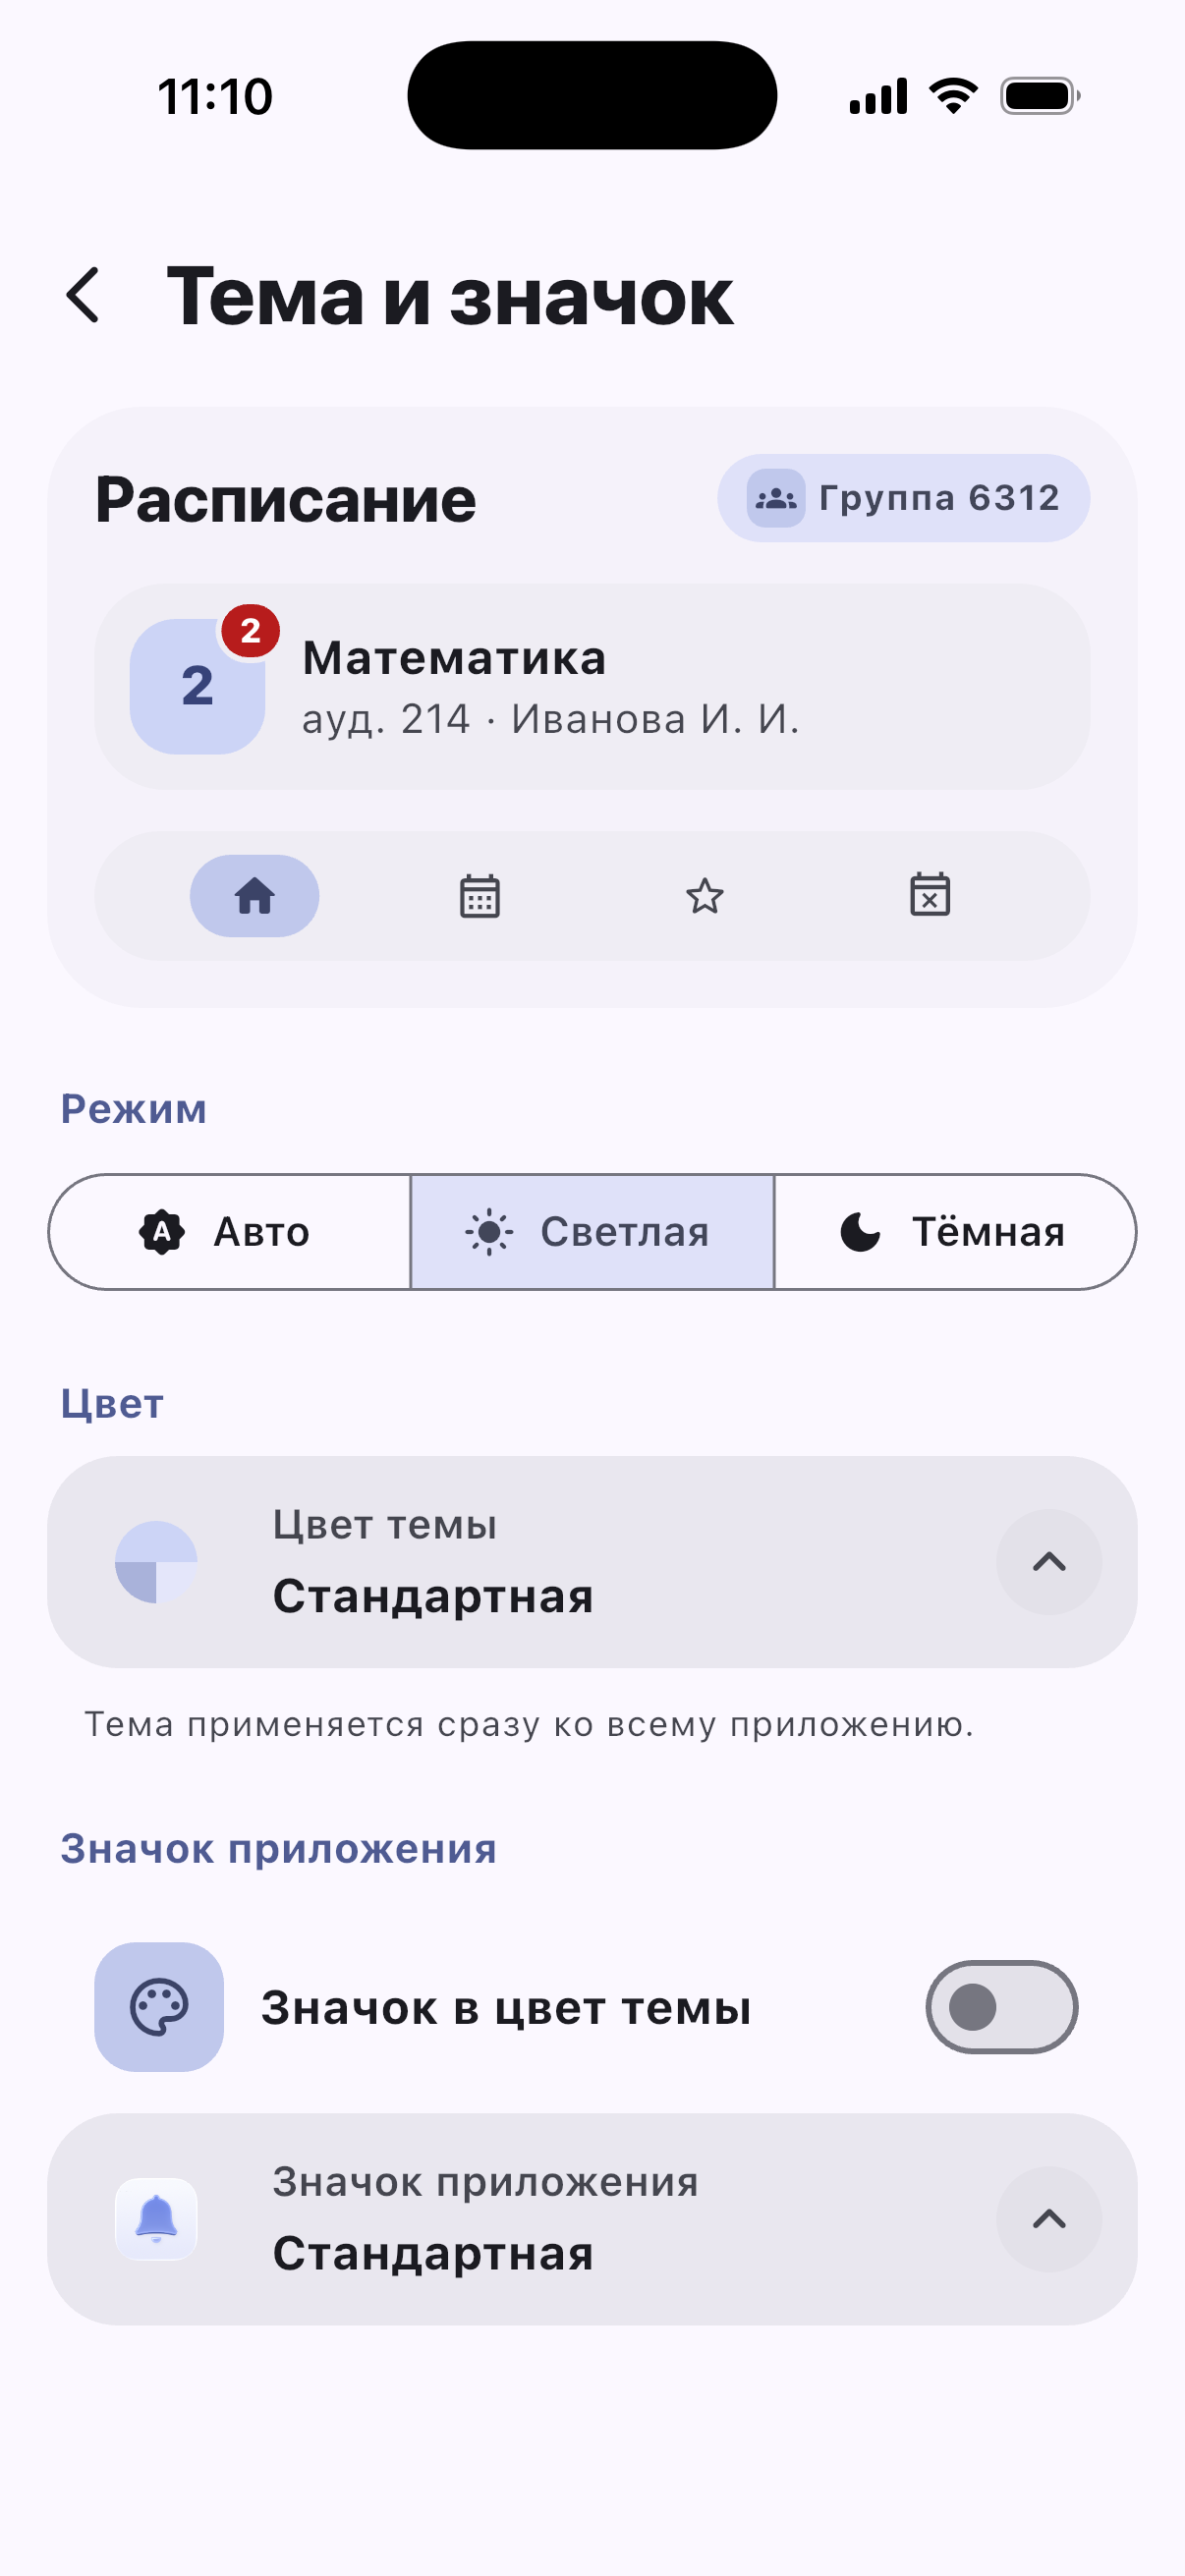 11:10
Тема и значок
Расписание
Группа 6312
2
2
Математика
ауд. 214 · Иванова И. И.
Режим
Авто
Светлая
Тёмная
Цвет
Цвет темы
Стандартная
Тема применяется сразу ко всему приложению.
Значок приложения
Значок в цвет темы
Значок приложения
Стандартная